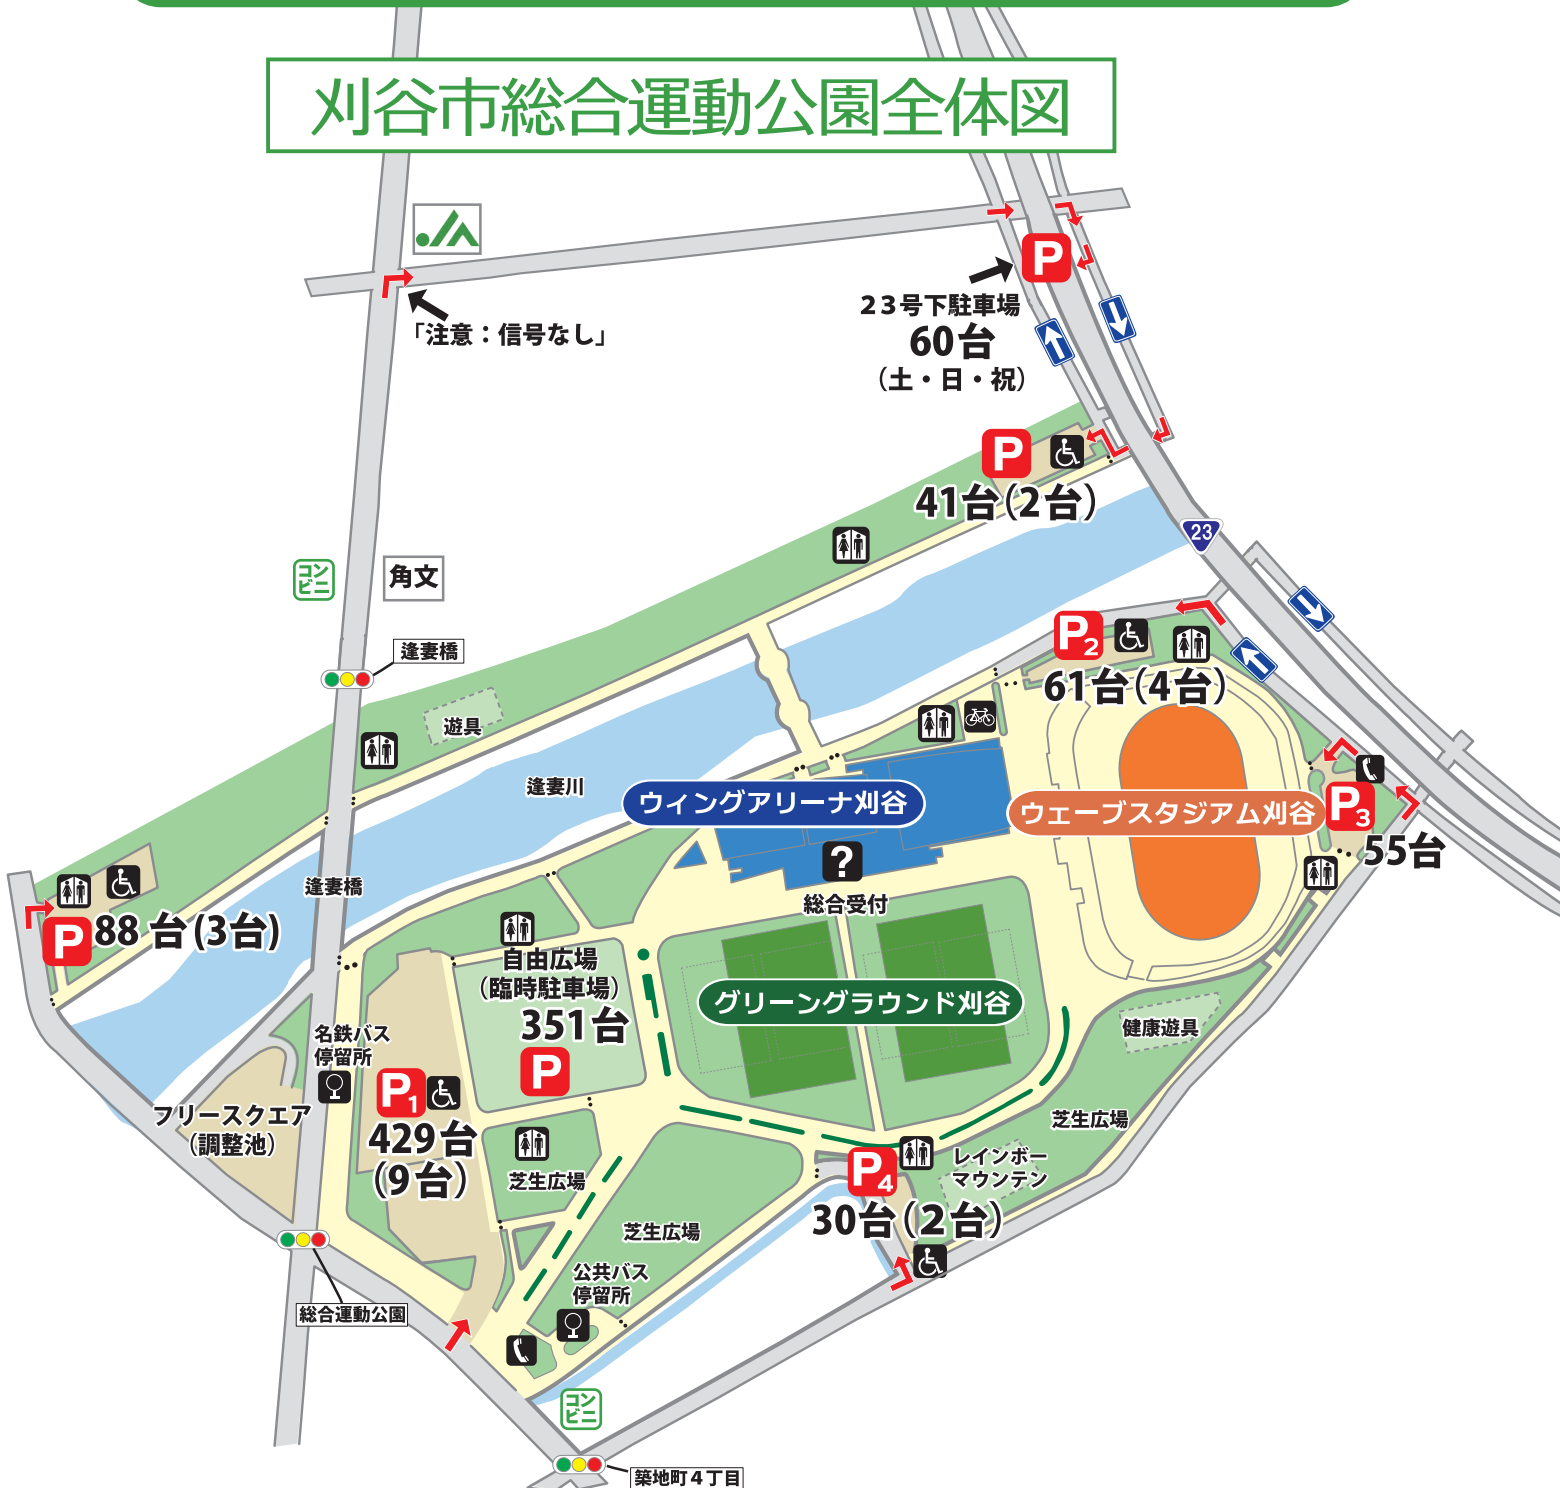 刈谷市総合運動公園全体図
「注意：信号なし」
P
２３号下駐車場
60台
（土・日・祝）
P
41台（2台）
23
コン
ビニ
角文
逢妻橋
遊具
P2
61台（4台）
逢妻川
ウィングアリーナ刈谷
ウェーブスタジアム刈谷
P3
55台
?
総合受付
逢妻橋
P
88台（3台）
自由広場
（臨時駐車場）
351台
P
グリーングラウンド刈谷
健康遊具
名鉄バス
停留所
P1
429台
（9台）
フリースクエア
（調整池）
芝生広場
芝生広場
芝生広場
レインボー
マウンテン
P4
30台（2台）
公共バス
停留所
総合運動公園
コン
ビニ
築地町４丁目